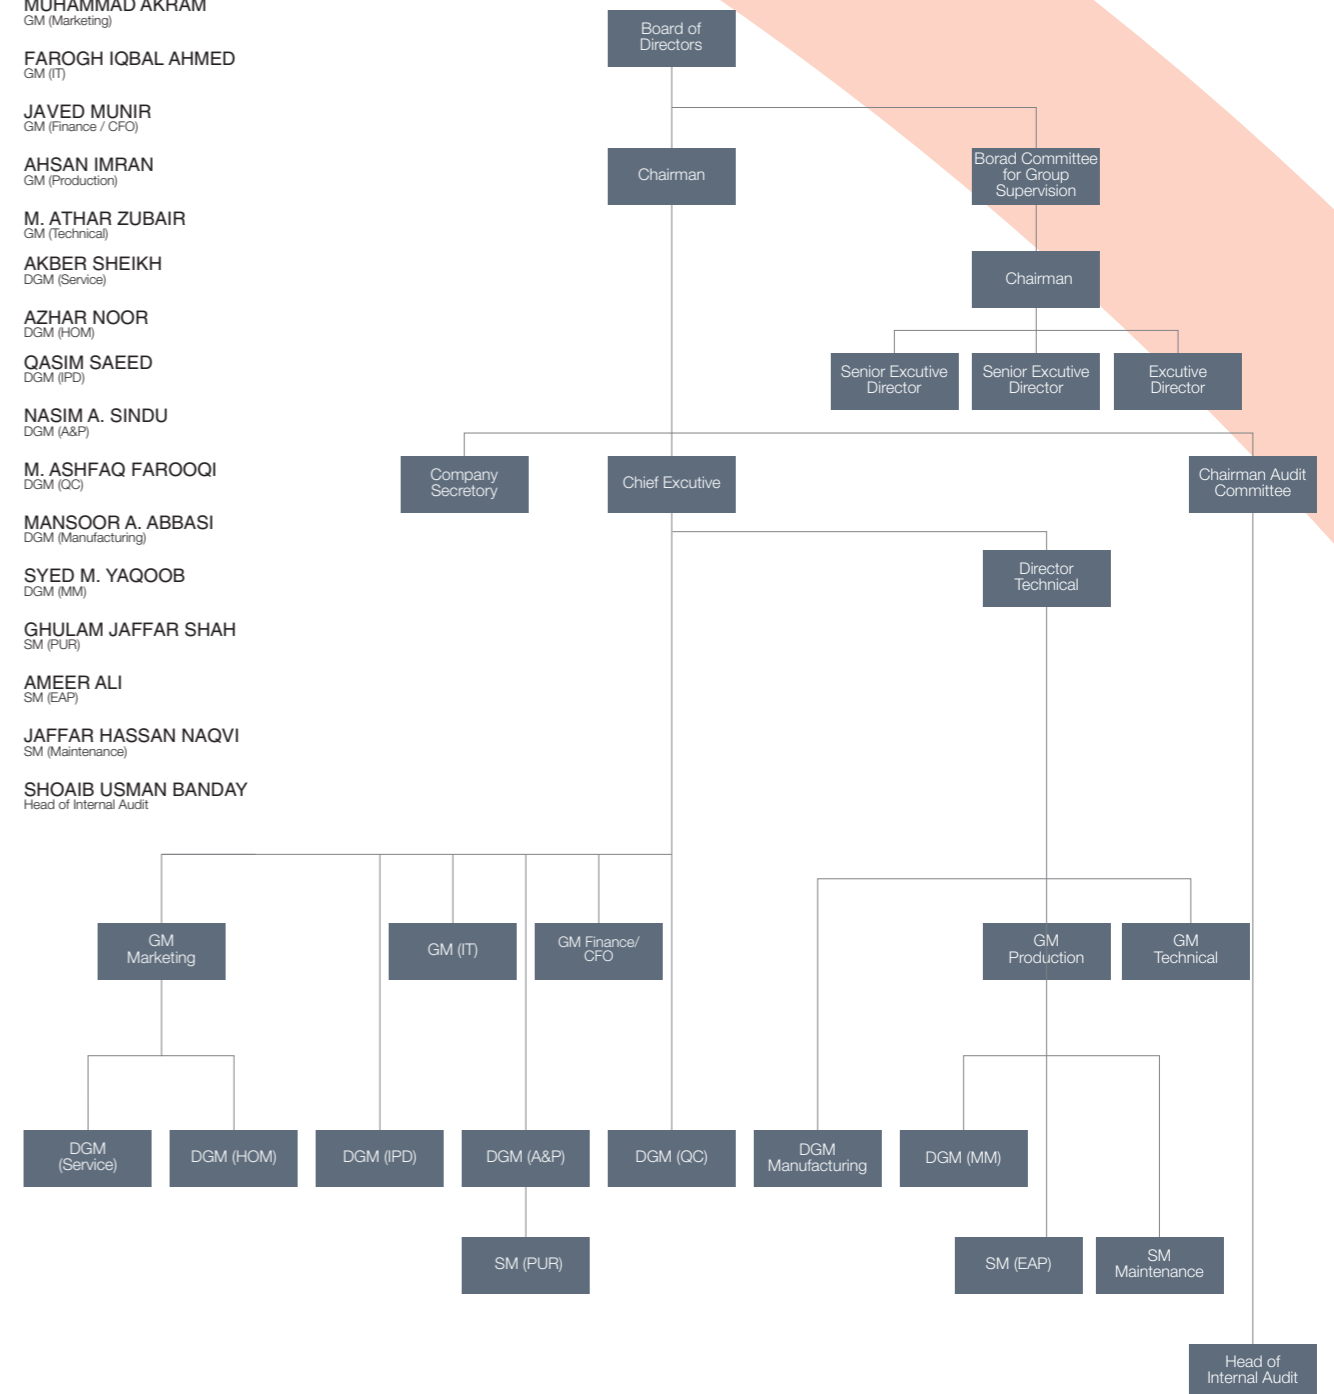 MUHAMMAD AKRAM
GM (Marketing)
FAROGH IQBAL AHMED
GM (IT)
JAVED MUNIR
GM (Finance / CFO)
AHSAN IMRAN
GM (Production)
M. ATHAR ZUBAIR
GM (Technical)
AKBER SHEIKH
DGM (Service)
AZHAR NOOR
DGM (HOM)
QASIM SAEED
DGM (IPD)
NASIM A. SINDU
DGM (A&P)
M. ASHFAQ FAROOQI
DGM (QC)
MANSOOR A. ABBASI
DGM (Manufacturing)
SYED M. YAQOOB
DGM (MM)
GHULAM JAFFAR SHAH
SM (PUR)
AMEER ALI
SM (EAP)
JAFFAR HASSAN NAQVI
SM (Maintenance)
SHOAIB USMAN BANDAY
Head of Internal Audit
Board of
Directors
Chairman
Borad Committee
for Group
Supervision
Chairman
Senior Excutive
Director
Senior Excutive
Director
Excutive
Director
Company
Secretory
Chief Excutive
Chairman Audit
Committee
Director
Technical
GM
Marketing
GM (IT)
GM Finance/
CFO
GM
Production
GM
Technical
DGM
(Service)
DGM (HOM)
DGM (IPD)
DGM (A&P)
DGM (QC)
DGM
Manufacturing
DGM (MM)
SM (PUR)
SM (EAP)
SM
Maintenance
Head of
Internal Audit